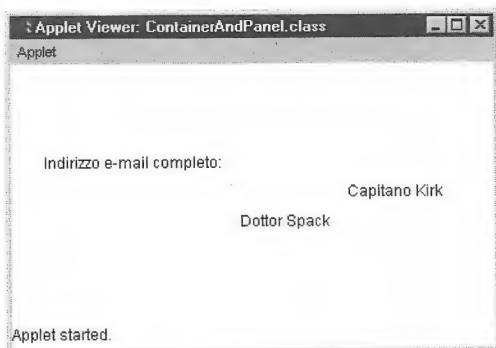 Applet Viewer: ContainerAndPanel.class
Applet
Indirizzo e-mail completo:
Capitano Kirk
Dottor Spack
Applet started.